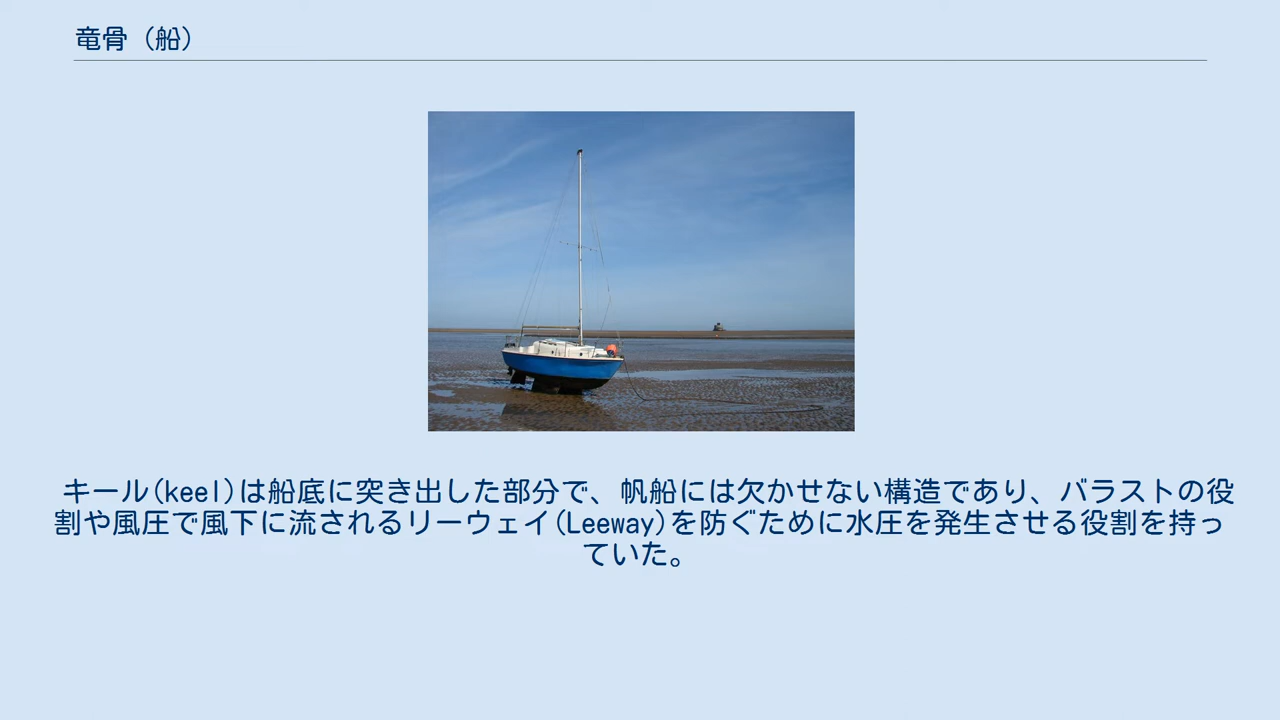 竜骨（船）
キール(keel)は船底に突き出した部分で、帆船には欠かせない構造であり、バラストの役
割や風圧で風下に流されるリーウェイ(Leeway)を防ぐために水圧を発生させる役割を持っ
ていた。